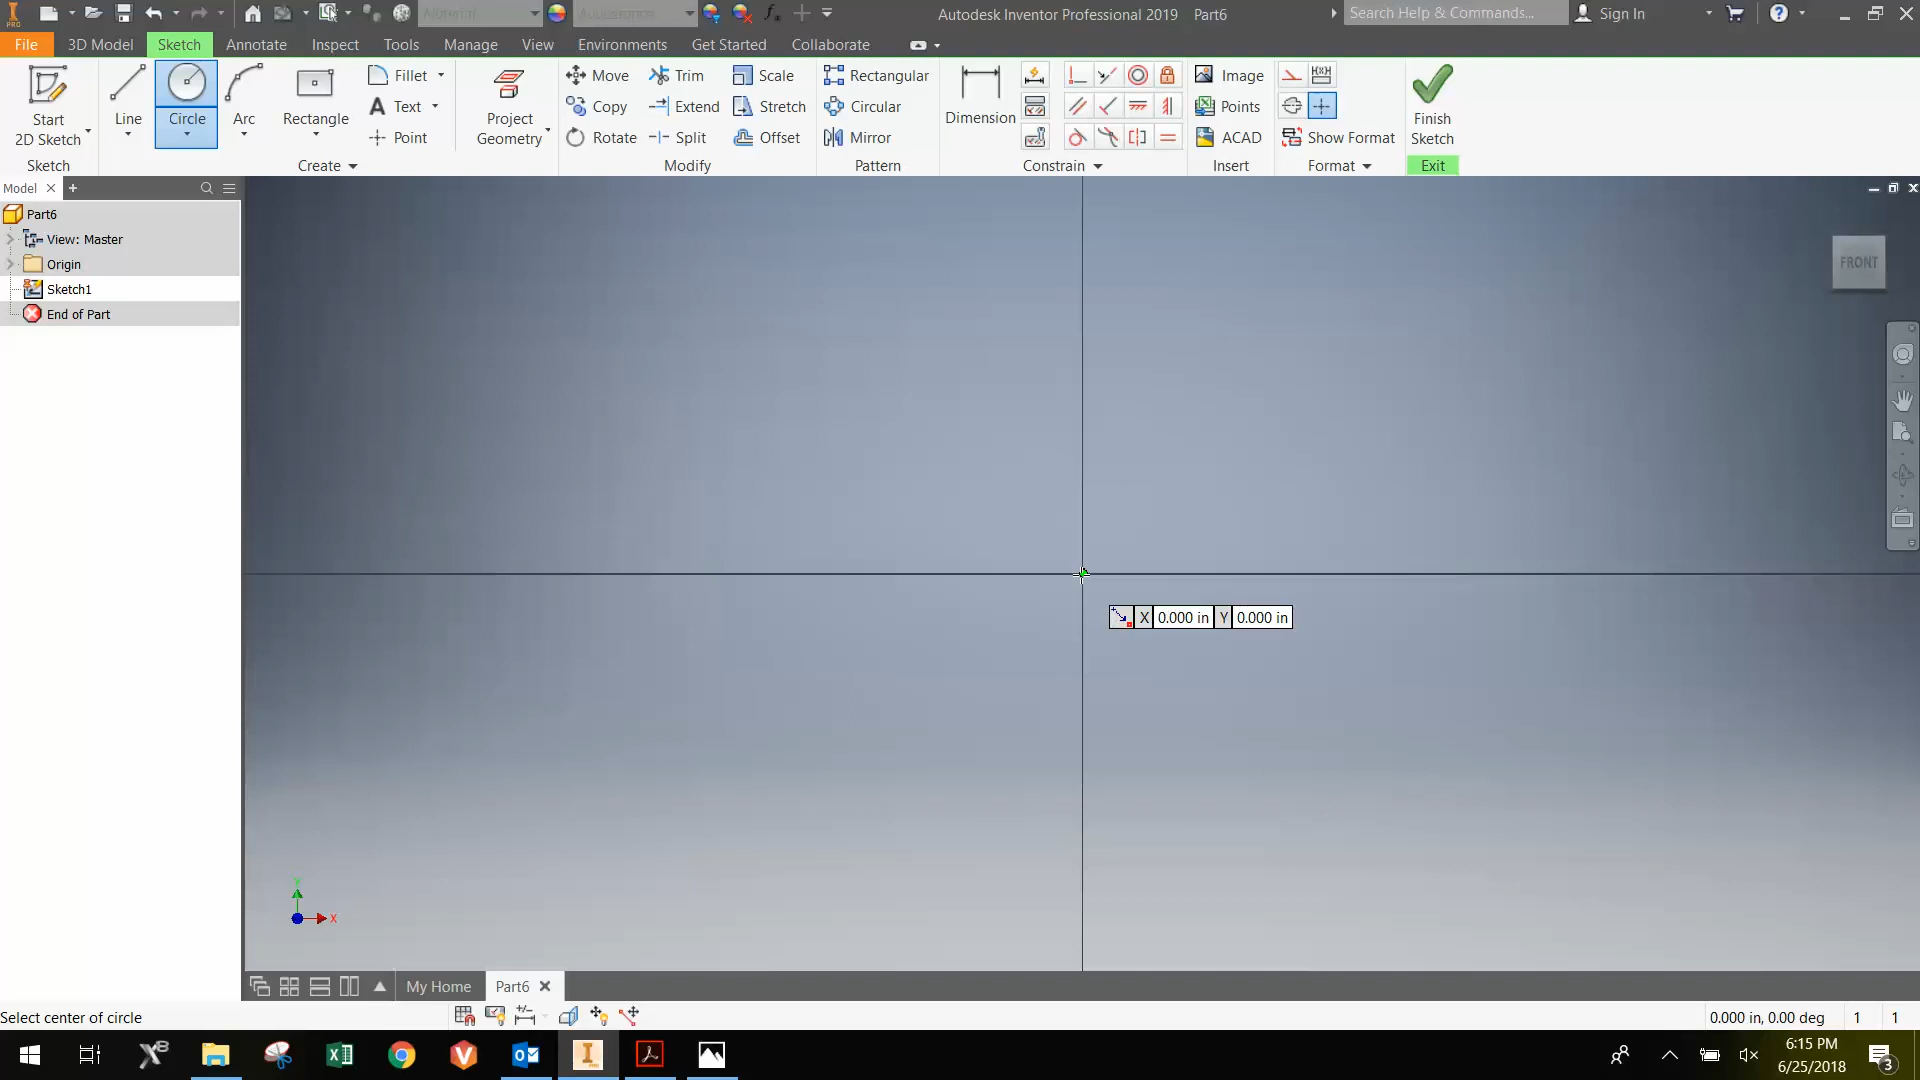 Material
Appearance
Autodesk Inventor Professional 2019 Part6
Search Help & Commands...
Sign In
File
3D Model
Sketch
Annotate
Inspect
Tools
Manage
View
Environments
Get Started
Collaborate
Start
2D Sketch
Line
Circle
Arc
Rectangle
Fillet
Text
Point
Project
Geometry
Move
Copy
Rotate
Trim
Extend
Split
Scale
Stretch
Offset
Rectangular
Circular
Mirror
Dimension
Image
Points
ACAD
Show Format
Finish
Sketch
Sketch
Create
Modify
Pattern
Constrain
Insert
Format
Exit
Model
Part6
View: Master
Origin
Sketch1
End of Part
FRONT
X 0.000 in Y 0.000 in
Y
X
My Home
Part6
Select center of circle
0.000 in, 0.00 deg 1 1
6:15 PM
6/25/2018
3